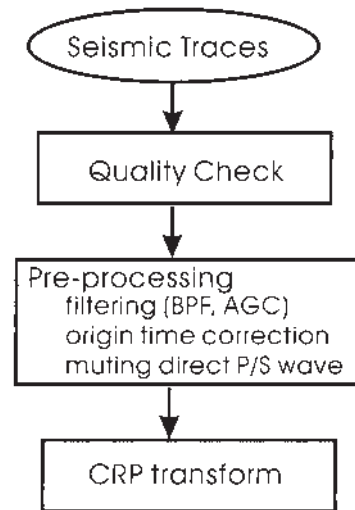 Seismic Traces
Quality Check
Pre-processing
filtering (BPF, AGC)
origin time correction
muting direct P/S wave
CRP transform